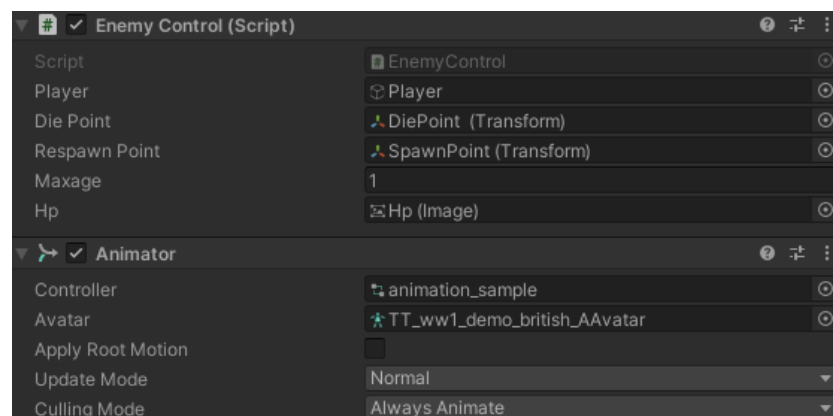 Enemy Control (Script)
Script EnemyControl
Player Player
Die Point DiePoint (Transform)
Respawn Point SpawnPoint (Transform)
Maxage 1
Hp Hp (Image)
Animator
Controller animation_sample
Avatar TT_ww1_demo_british_AAvatar
Apply Root Motion
Update Mode Normal
Culling Mode Always Animate